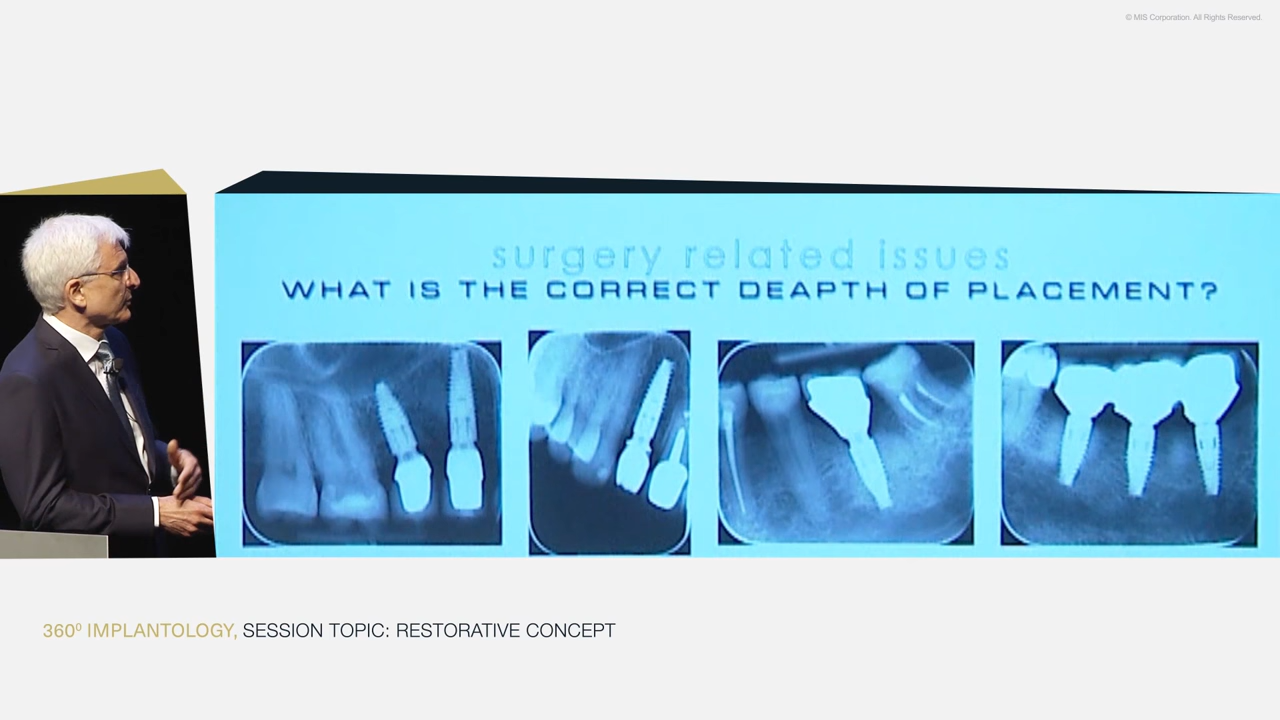 © MIS Corporation. All Rights Reserved.
surgery related issues
WHAT IS THE CORRECT DEAPTH OF PLACEMENT?
360⁰ IMPLANTOLOGY, SESSION TOPIC: RESTORATIVE CONCEPT